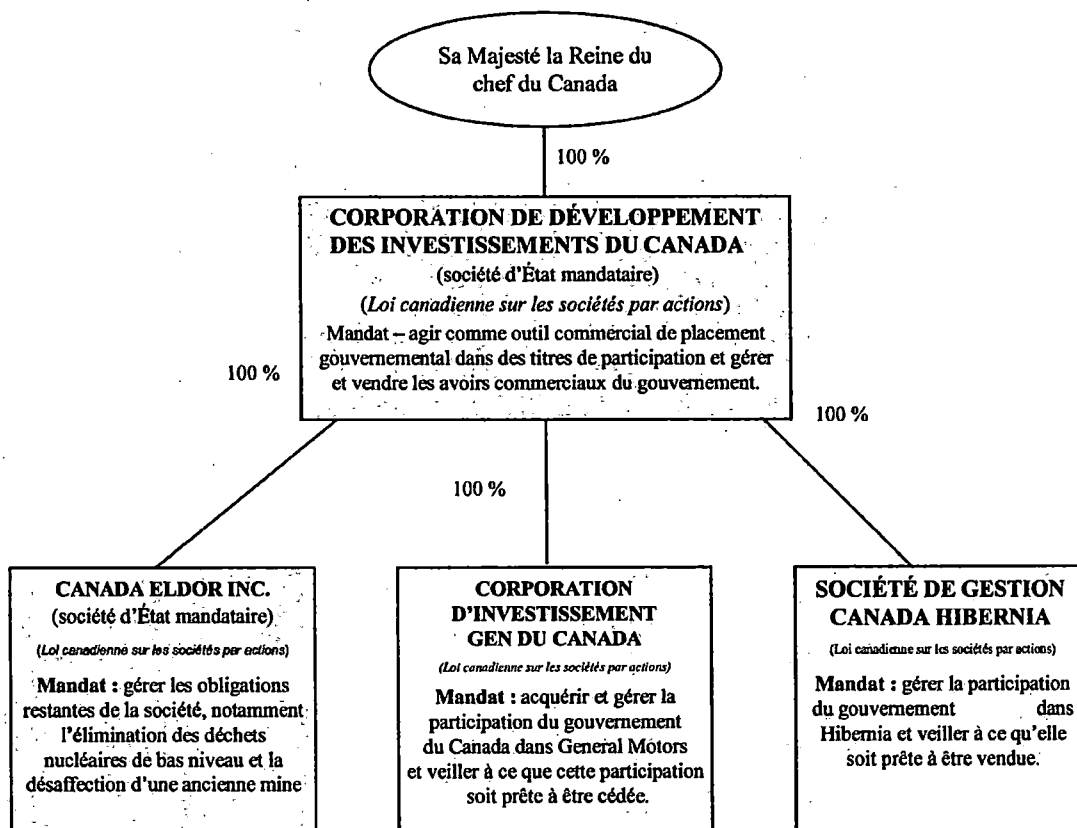 Sa Majesté la Reine du
chef du Canada
100 %
CORPORATION DE DÉVELOPPEMENT
DES INVESTISSEMENTS DU CANADA
(société d'État mandataire)
(Loi canadienne sur les sociétés par actions)
Mandat – agir comme outil commercial de placement
gouvernemental dans des titres de participation et gérer
et vendre les avoirs commerciaux du gouvernement.
100 %
100 %
100 %
CANADA ELDOR INC.
(société d'État mandataire)
(Loi canadienne sur les sociétés par actions)
Mandat : gérer les obligations
restantes de la société, notamment
l'élimination des déchets
nucléaires de bas niveau et la
désaffection d'une ancienne mine
CORPORATION
D'INVESTISSEMENT
GEN DU CANADA
(Loi canadienne sur les sociétés par actions)
Mandat : acquérir et gérer la
participation du gouvernement
du Canada dans General Motors
et veiller à ce que cette participation
soit prête à être cédée.
SOCIÉTÉ DE GESTION
CANADA HIBERNIA
(Loi canadienne sur les sociétés par actions)
Mandat : gérer la participation
du gouvernement dans
Hibernia et veiller à ce qu'elle
soit prête à être vendue.